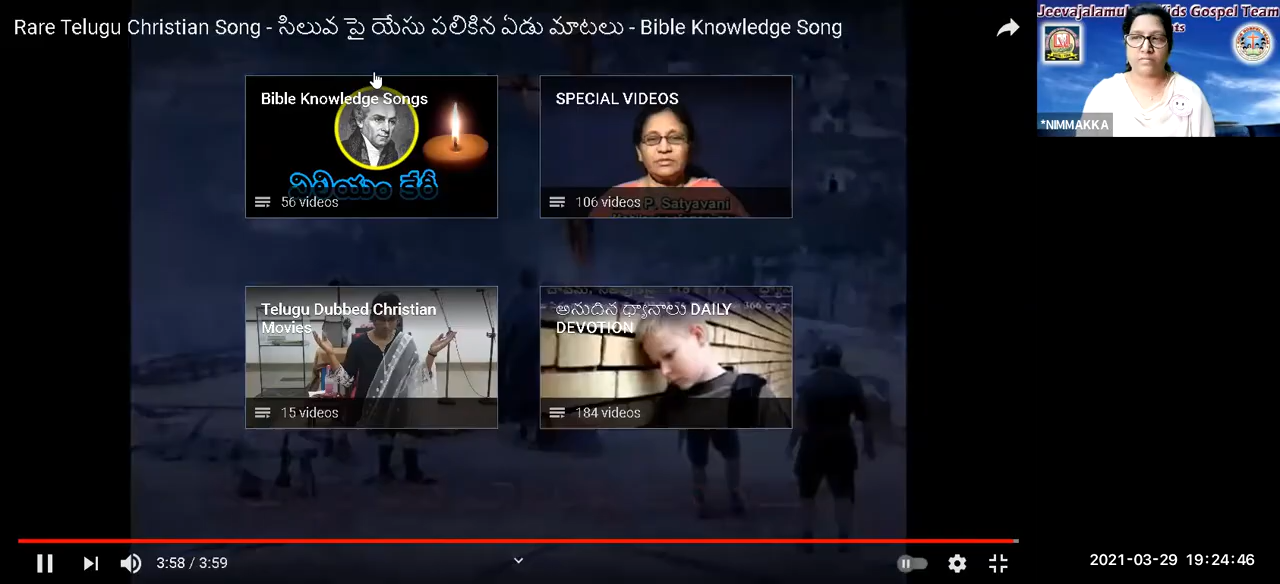 Rare Telugu Christian Song - సిలువ పై యేసు పలికిన ఏడు మాటలు - Bible Knowledge Song
Jeevajalamu Kids Gospel Team
*NIMMAKKA
Bible Knowledge Songs
విలియం కేరీ
56 videos
SPECIAL VIDEOS
P. Satyavani
106 videos
Telugu Dubbed Christian
Movies
15 videos
అనుదిన ధ్యానాలు DAILY
DEVOTION
184 videos
3:58 / 3:59
2021-03-29 19:24:46